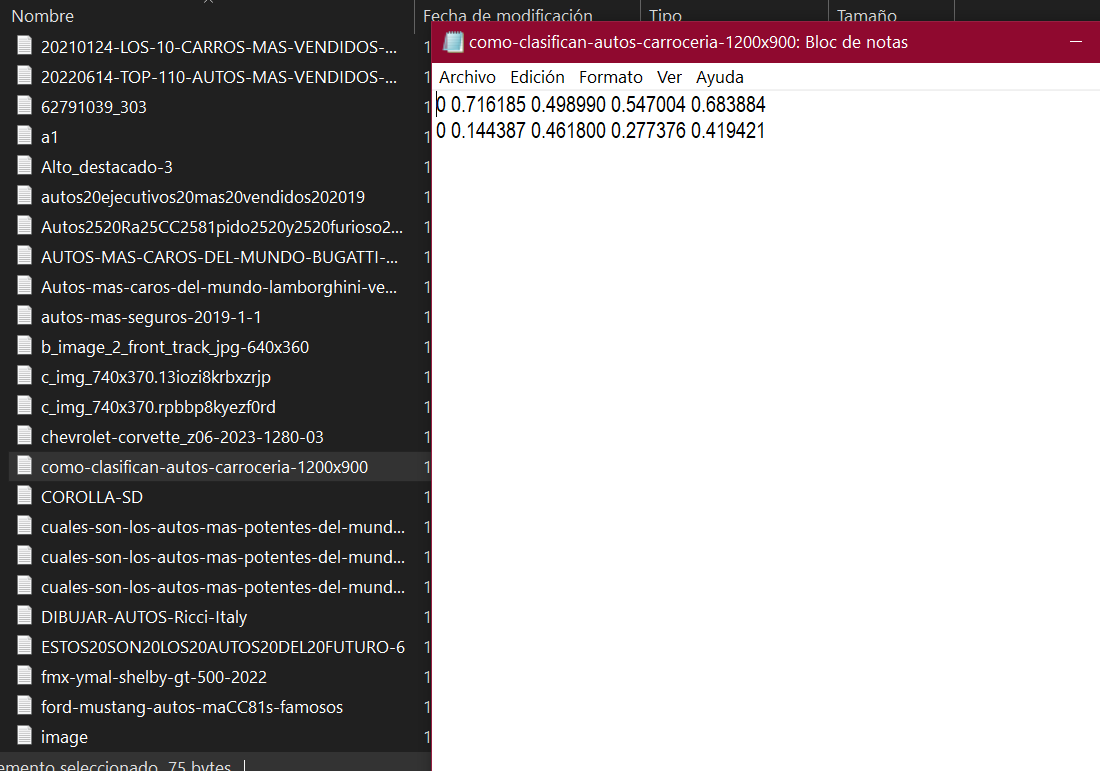 Nombre
Fecha de modificación
Tipo
Tamaño
20210124-LOS-10-CARROS-MAS-VENDIDOS-...
20220614-TOP-110-AUTOS-MAS-VENDIDOS-...
62791039_303
a1
Alto_destacado-3
autos20ejecutivos20mas20vendidos202019
Autos2520Ra25CC2581pido2520y2520furioso2...
AUTOS-MAS-CAROS-DEL-MUNDO-BUGATTI-...
Autos-mas-caros-del-mundo-lamborghini-ve...
autos-mas-seguros-2019-1-1
b_image_2_front_track_jpg-640x360
c_img_740x370.13iozi8krbxzrjp
c_img_740x370.rpbbp8kyezf0rd
chevrolet-corvette_z06-2023-1280-03
como-clasifican-autos-carroceria-1200x900
COROLLA-SD
cuales-son-los-autos-mas-potentes-del-mund...
cuales-son-los-autos-mas-potentes-del-mund...
cuales-son-los-autos-mas-potentes-del-mund...
DIBUJAR-AUTOS-Ricci-Italy
ESTOS20SON20LOS20AUTOS20DEL20FUTURO-6
fmx-ymal-shelby-gt-500-2022
ford-mustang-autos-maCC81s-famosos
image
emento seleccionado 75 bytes
como-clasifican-autos-carroceria-1200x900: Bloc de notas
Archivo Edición Formato Ver Ayuda
0 0.716185 0.498990 0.547004 0.683884
0 0.144387 0.461800 0.277376 0.419421